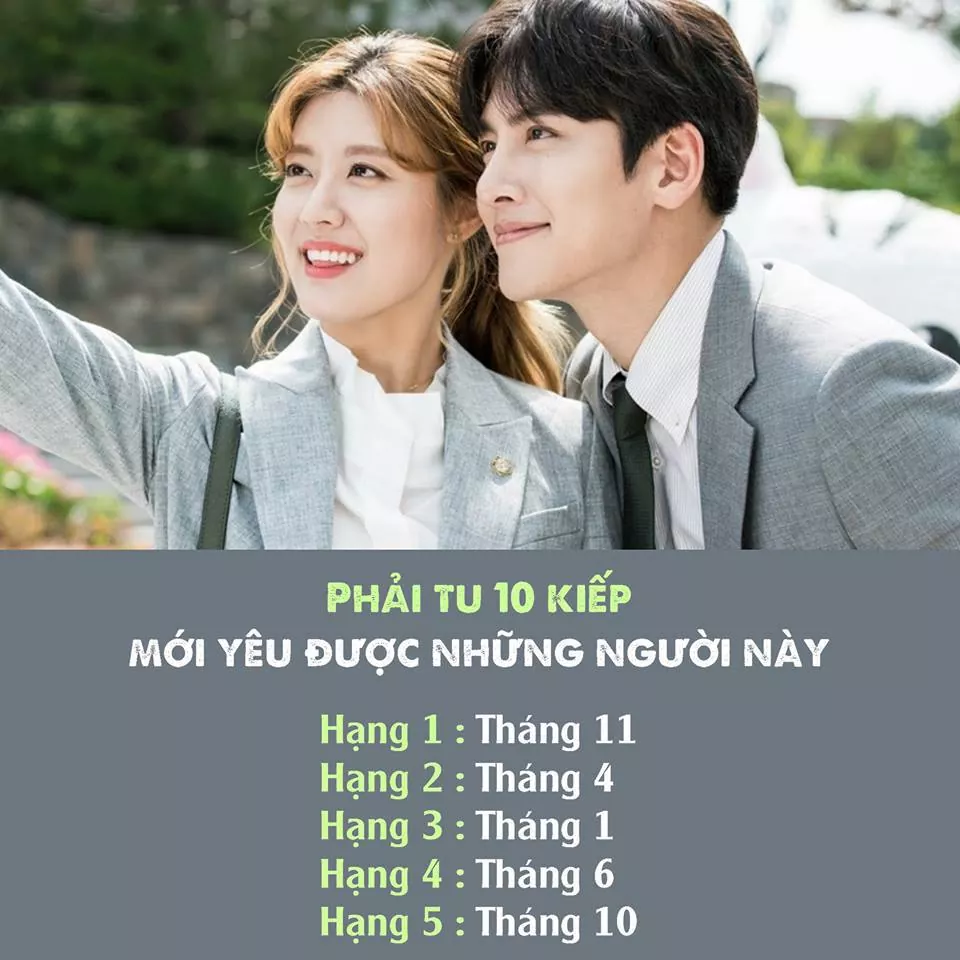 PHẢI TU 10 KIẾP
MỚI YÊU ĐƯỢC NHỮNG NGƯỜI NÀY
Hạng 1 : Tháng 11
Hạng 2 : Tháng 4
Hạng 3 : Tháng 1
Hạng 4 : Tháng 6
Hạng 5 : Tháng 10